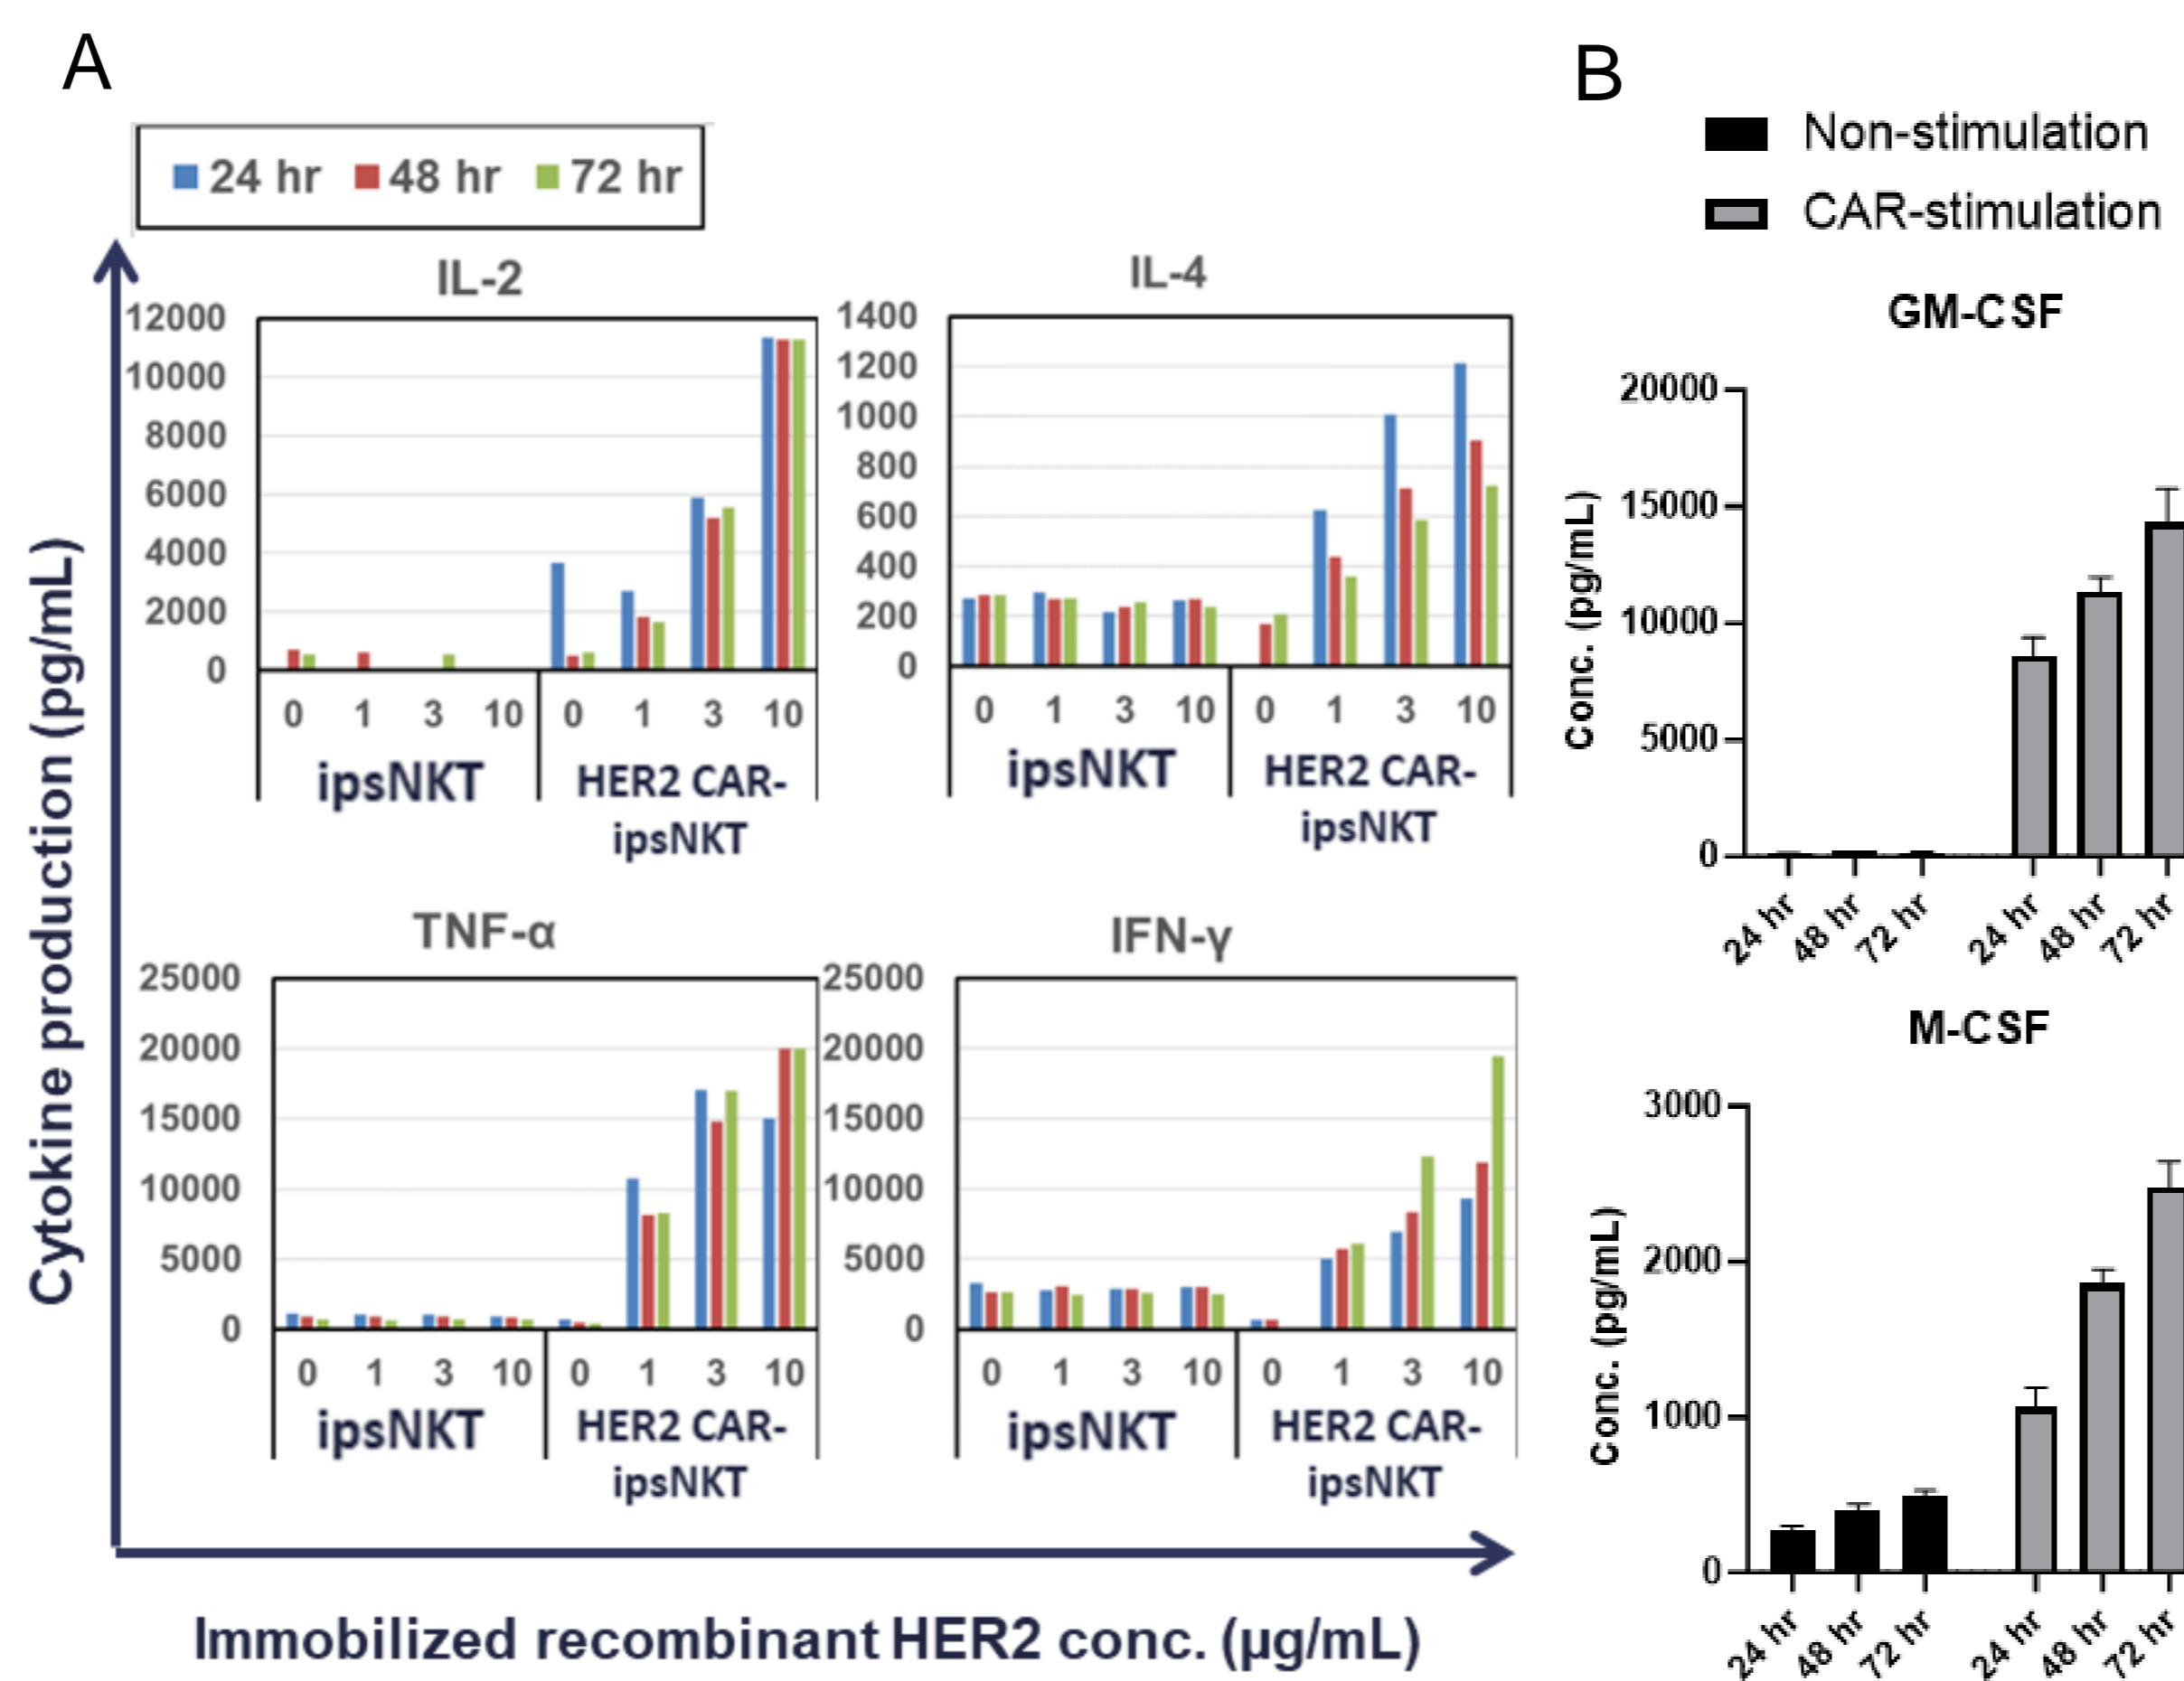 A
24 hr 48 hr 72 hr
Cytokine production (pg/mL)
IL-2
12000
10000
8000
6000
4000
2000
0
0 1 3 10 0 1 3 10
ipsNKT
HER2 CAR-
ipsNKT
IL-4
1400
1200
1000
800
600
400
200
0
0 1 3 10 0 1 3 10
ipsNKT
HER2 CAR-
ipsNKT
TNF-α
25000
20000
15000
10000
5000
0
0 1 3 10 0 1 3 10
ipsNKT
HER2 CAR-
ipsNKT
IFN-γ
25000
20000
15000
10000
5000
0
0 1 3 10 0 1 3 10
ipsNKT
HER2 CAR-
ipsNKT
Immobilized recombinant HER2 conc. (µg/mL)
B
Non-stimulation
CAR-stimulation
GM-CSF
Conc. (pg/mL)
20000
15000
10000
5000
0
24 hr 48 hr 72 hr 24 hr 48 hr 72 hr
M-CSF
Conc. (pg/mL)
3000
2000
1000
0
24 hr 48 hr 72 hr 24 hr 48 hr 72 hr